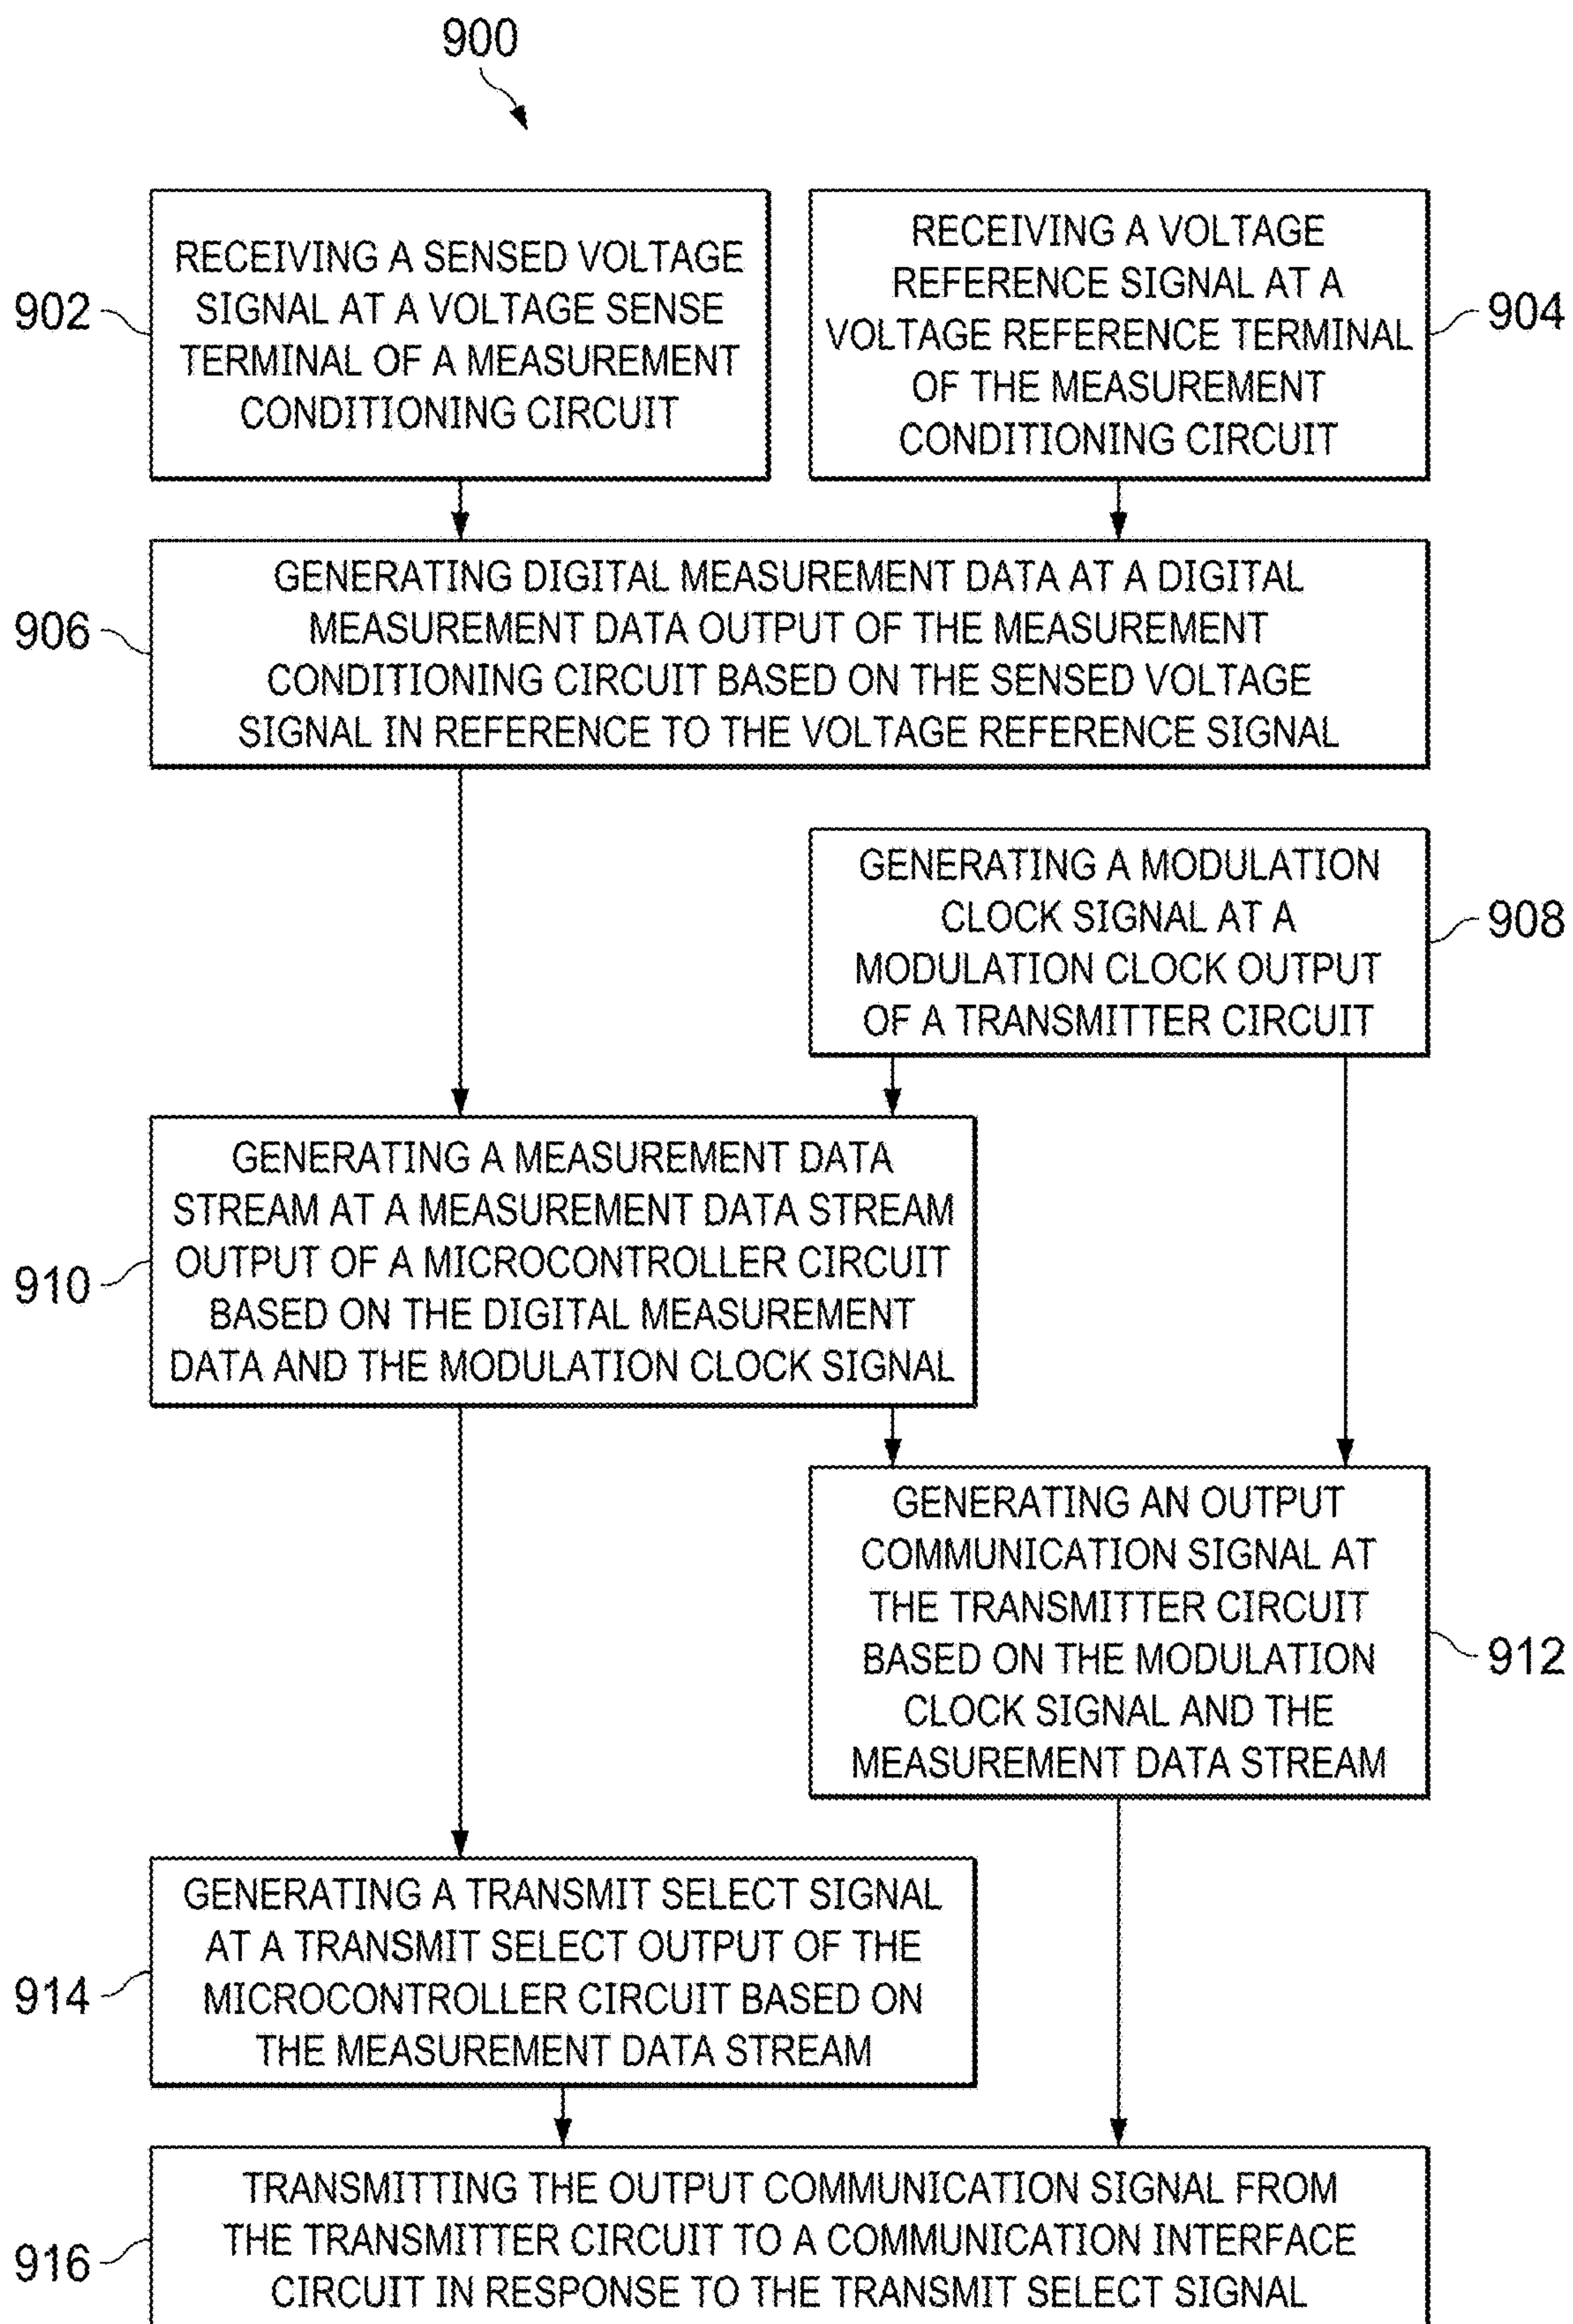 900
RECEIVING A SENSED VOLTAGE
SIGNAL AT A VOLTAGE SENSE
TERMINAL OF A MEASUREMENT
CONDITIONING CIRCUIT
902
RECEIVING A VOLTAGE
REFERENCE SIGNAL AT A
VOLTAGE REFERENCE TERMINAL
OF THE MEASUREMENT
CONDITIONING CIRCUIT
904
GENERATING DIGITAL MEASUREMENT DATA AT A DIGITAL
MEASUREMENT DATA OUTPUT OF THE MEASUREMENT
CONDITIONING CIRCUIT BASED ON THE SENSED VOLTAGE
SIGNAL IN REFERENCE TO THE VOLTAGE REFERENCE SIGNAL
906
GENERATING A MODULATION
CLOCK SIGNAL AT A
MODULATION CLOCK OUTPUT
OF A TRANSMITTER CIRCUIT
908
GENERATING A MEASUREMENT DATA
STREAM AT A MEASUREMENT DATA STREAM
OUTPUT OF A MICROCONTROLLER CIRCUIT
BASED ON THE DIGITAL MEASUREMENT
DATA AND THE MODULATION CLOCK SIGNAL
910
GENERATING AN OUTPUT
COMMUNICATION SIGNAL AT
THE TRANSMITTER CIRCUIT
BASED ON THE MODULATION
CLOCK SIGNAL AND THE
MEASUREMENT DATA STREAM
912
GENERATING A TRANSMIT SELECT SIGNAL
AT A TRANSMIT SELECT OUTPUT OF THE
MICROCONTROLLER CIRCUIT BASED ON
THE MEASUREMENT DATA STREAM
914
TRANSMITTING THE OUTPUT COMMUNICATION SIGNAL FROM
THE TRANSMITTER CIRCUIT TO A COMMUNICATION INTERFACE
CIRCUIT IN RESPONSE TO THE TRANSMIT SELECT SIGNAL
916